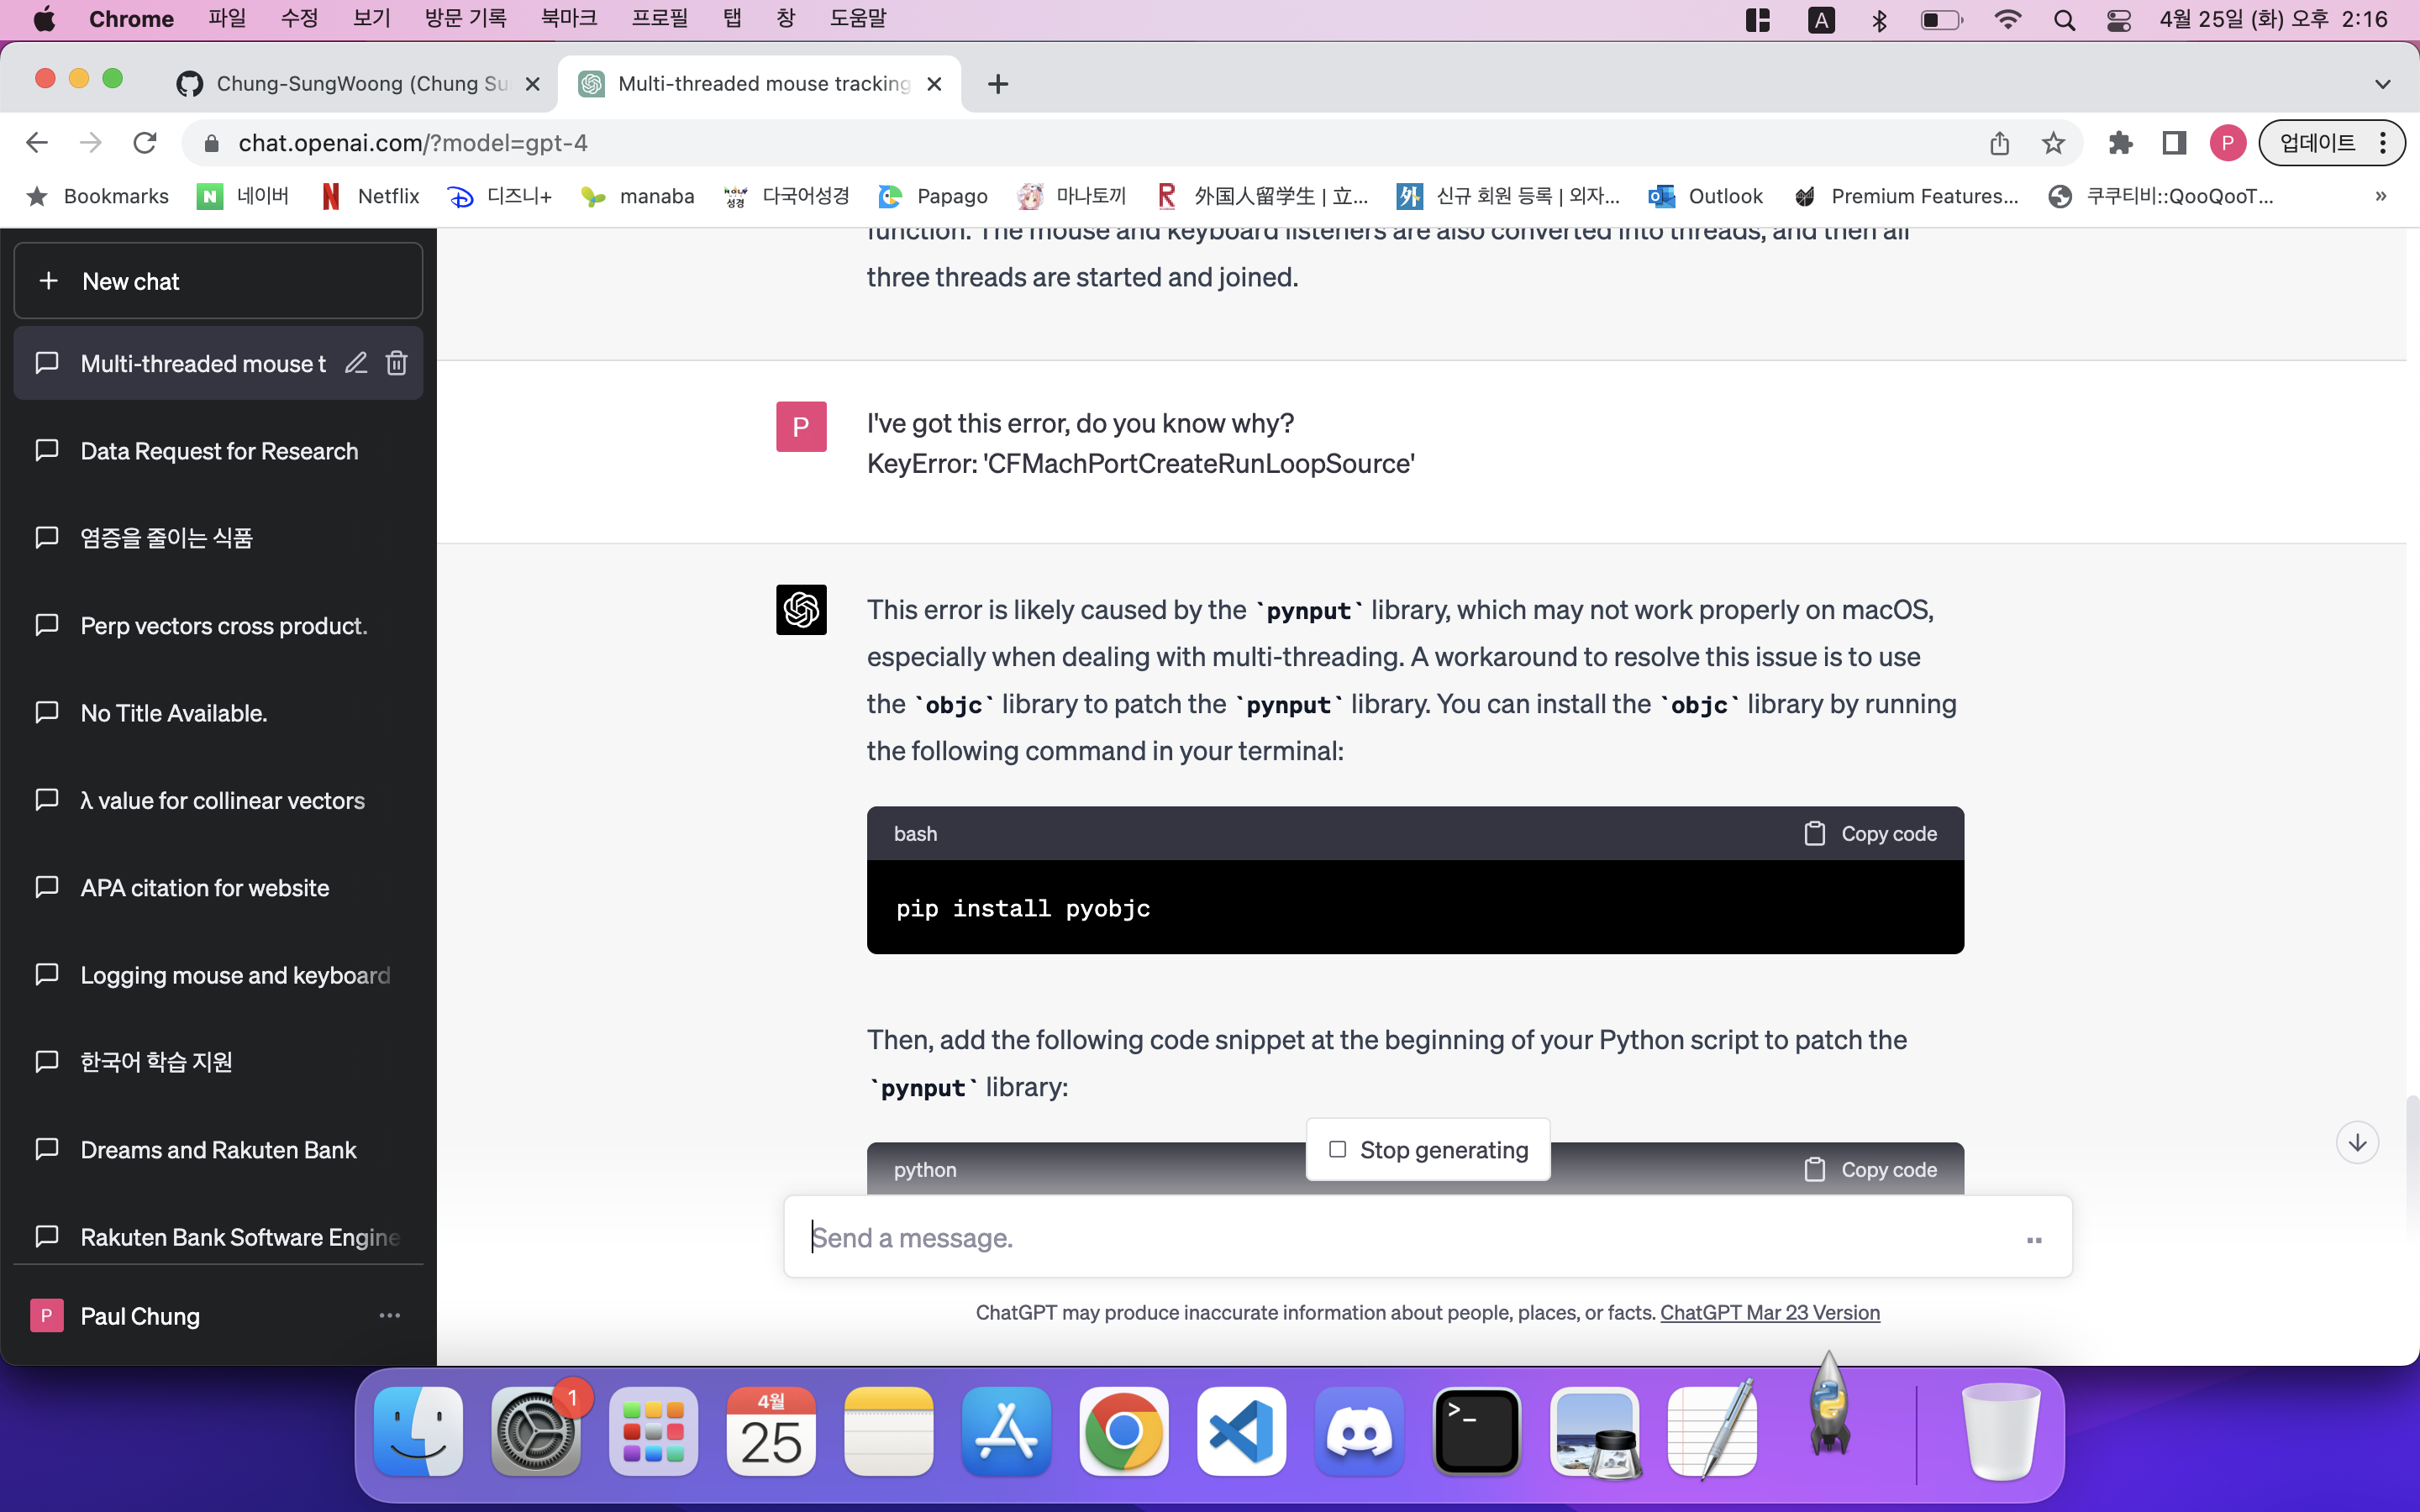 Chrome 파일 수정 보기 방문 기록 북마크 프로필 탭 창 도움말 A 4월 25일 (화) 오후 2:16
Chung-SungWoong (Chung Su
Multi-threaded mouse tracking
chat.openai.com/?model=gpt-4
P
업데이트
Bookmarks
N 네이버
N Netflix
디즈니+
manaba
성경 다국어성경
Papago
마나토끼
R 外国人留学生 | 立...
外 신규 회원 등록 | 외자...
Outlook
Premium Features...
쿠쿠티비::QooQooT...
»
New chat
Multi-threaded mouse t
Data Request for Research
염증을 줄이는 식품
Perp vectors cross product.
No Title Available.
λ value for collinear vectors
APA citation for website
Logging mouse and keyboard
한국어 학습 지원
Dreams and Rakuten Bank
Rakuten Bank Software Engine
P Paul Chung
function. The mouse and keyboard listeners are also converted into threads, and then all
three threads are started and joined.
P
I've got this error, do you know why?
KeyError: 'CFMachPortCreateRunLoopSource'
This error is likely caused by the `pynput` library, which may not work properly on macOS,
especially when dealing with multi-threading. A workaround to resolve this issue is to use
the `objc` library to patch the `pynput` library. You can install the `objc` library by running
the following command in your terminal:
bash Copy code
pip install pyobjc
Then, add the following code snippet at the beginning of your Python script to patch the
`pynput` library:
python Copy code
Stop generating
Send a message.
ChatGPT may produce inaccurate information about people, places, or facts. ChatGPT Mar 23 Version
1
4월
25
>_